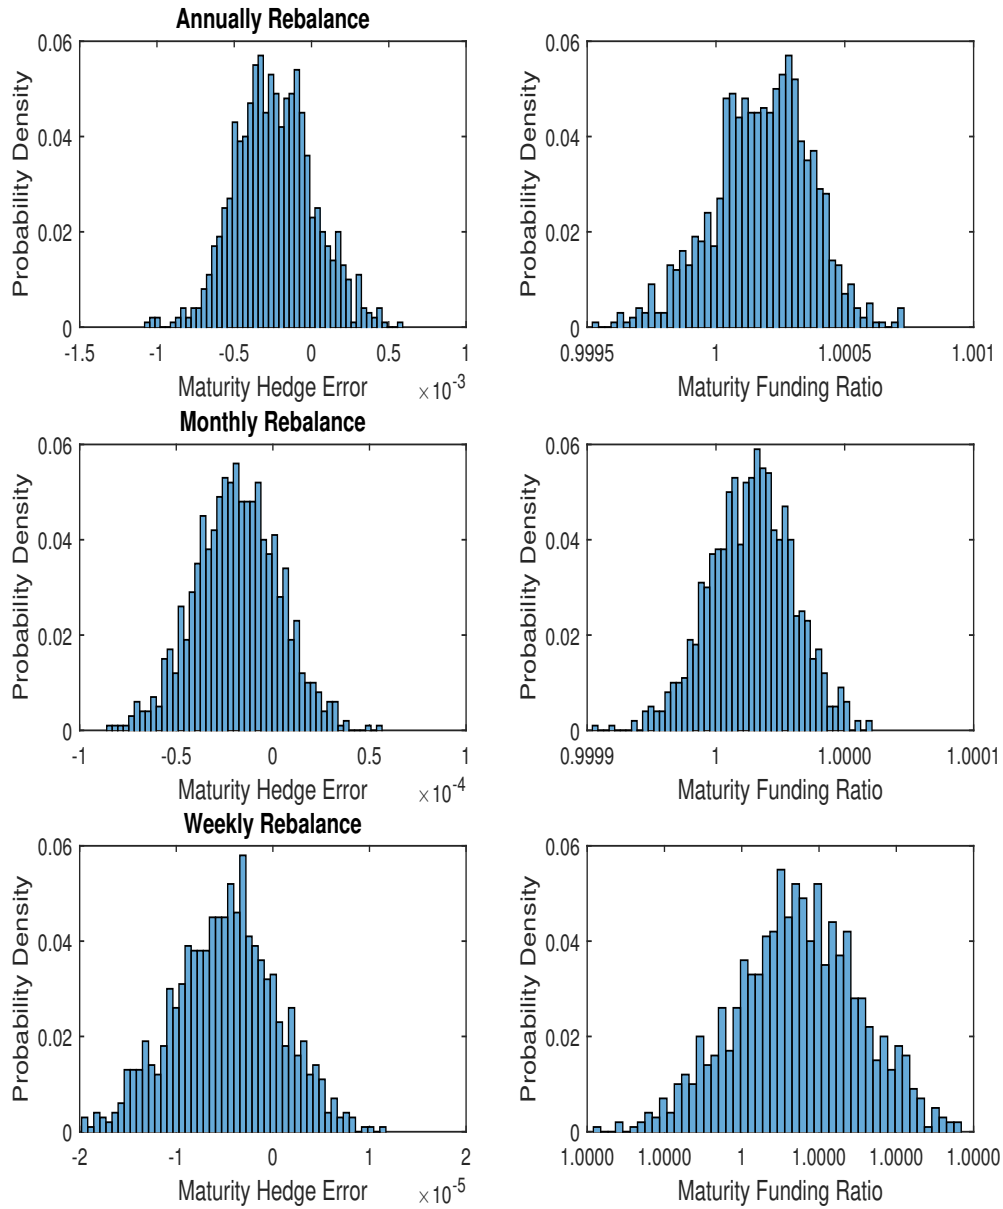 Annually Rebalance
Probability Density
0.06
0.04
0.02
0
-1.5 -1 -0.5 0 0.5 1
Maturity Hedge Error ×10-3
Probability Density
0.06
0.04
0.02
0
0.9995 1 1.0005 1.001
Maturity Funding Ratio
Monthly Rebalance
Probability Density
0.06
0.04
0.02
0
-1 -0.5 0 0.5 1
Maturity Hedge Error ×10-4
Probability Density
0.06
0.04
0.02
0
0.9999 1 1.0000 1.0001
Maturity Funding Ratio
Weekly Rebalance
Probability Density
0.06
0.04
0.02
0
-2 -1 0 1 2
Maturity Hedge Error ×10-5
Probability Density
0.06
0.04
0.02
0
1.0000 1.0000 1 1.0000 1.0000 1.0000
Maturity Funding Ratio